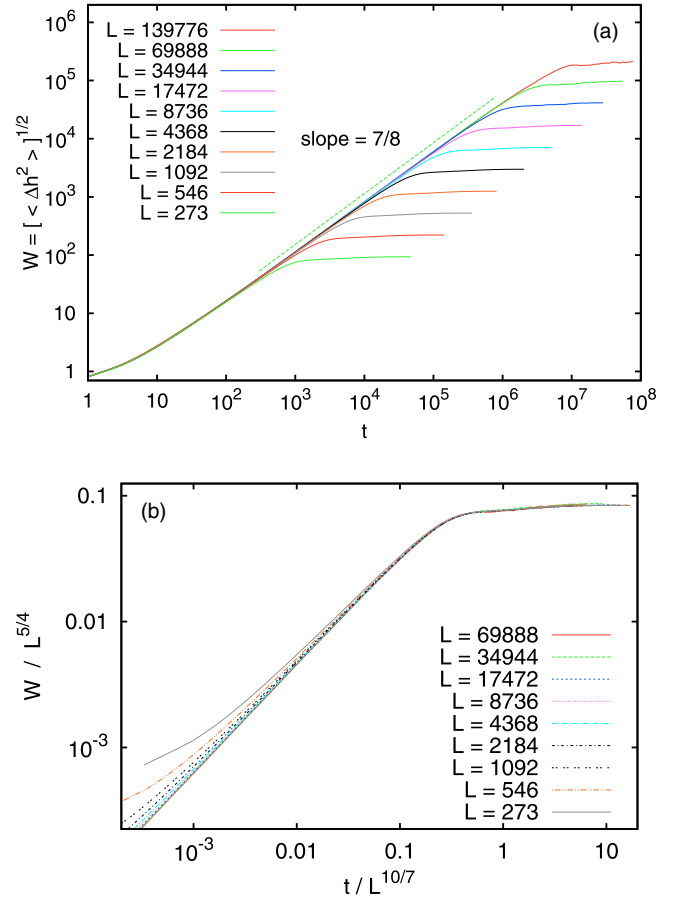 (a)
W = [ < Δh² > ]^{1/2}
10^6
10^5
10^4
10^3
10^2
10
1
L = 139776
L = 69888
L = 34944
L = 17472
L = 8736
L = 4368
L = 2184
L = 1092
L = 546
L = 273
slope = 7/8
1 10 10^2 10^3 10^4 10^5 10^6 10^7 10^8
t
(b)
W / L^{5/4}
0.1
0.01
10^{-3}
L = 69888
L = 34944
L = 17472
L = 8736
L = 4368
L = 2184
L = 1092
L = 546
L = 273
10^{-3} 0.01 0.1 1 10
t / L^{10/7}